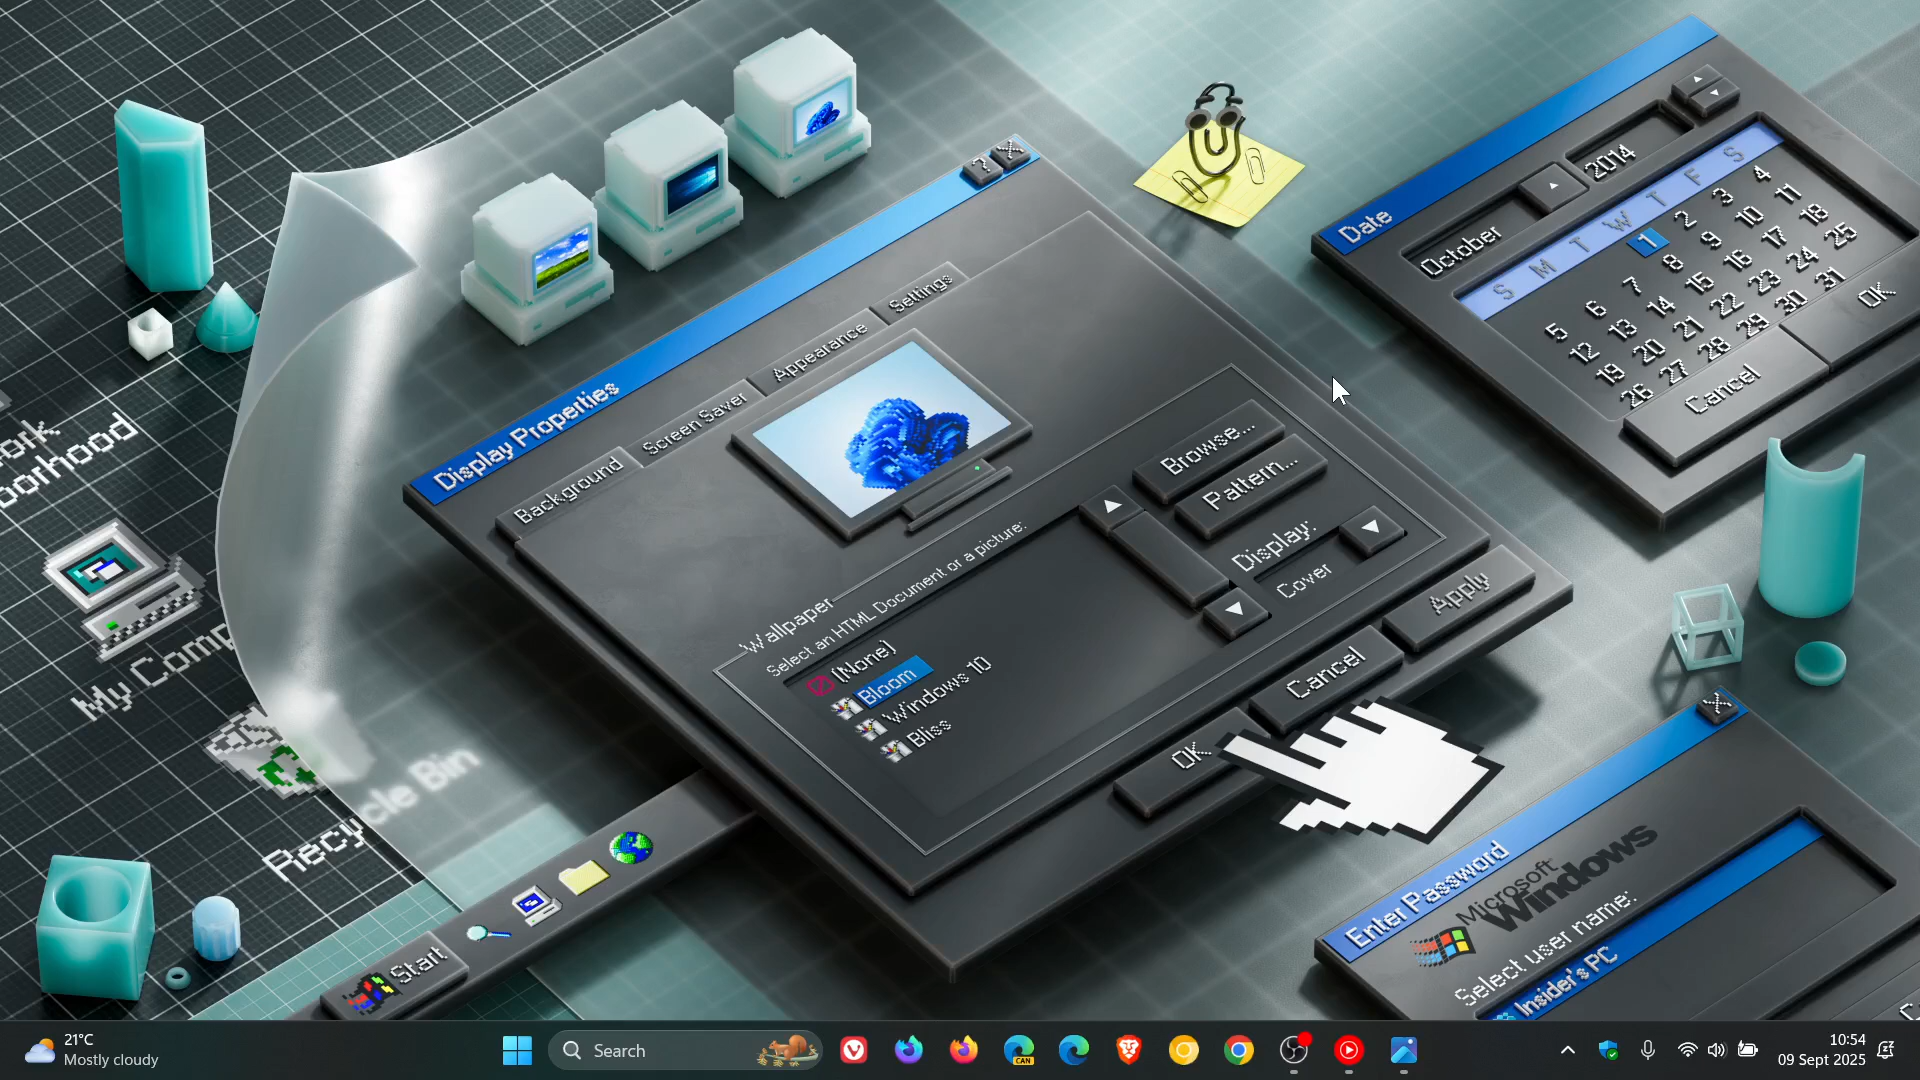 Display Properties
Background
Screen Saver
Appearance
Settings
?
Wallpaper
Select an HTML Document or a picture:
(None)
Bloom
Windows 10
Bliss
Browse...
Pattern...
Display:
Cover
OK
Cancel
Apply
Date
October
2014
S M T W T F S
1 2 3 4
5 6 7 8 9 10 11
12 13 14 15 16 17 18
19 20 21 22 23 24 25
26 27 28 29 30 31
Cancel
OK
My Comp
Recycle Bin
Start
Enter Password
Microsoft
Windows
Select user name:
Insider's PC
21°C
Mostly cloudy
Search
CAN
10:54
09 Sept 2025